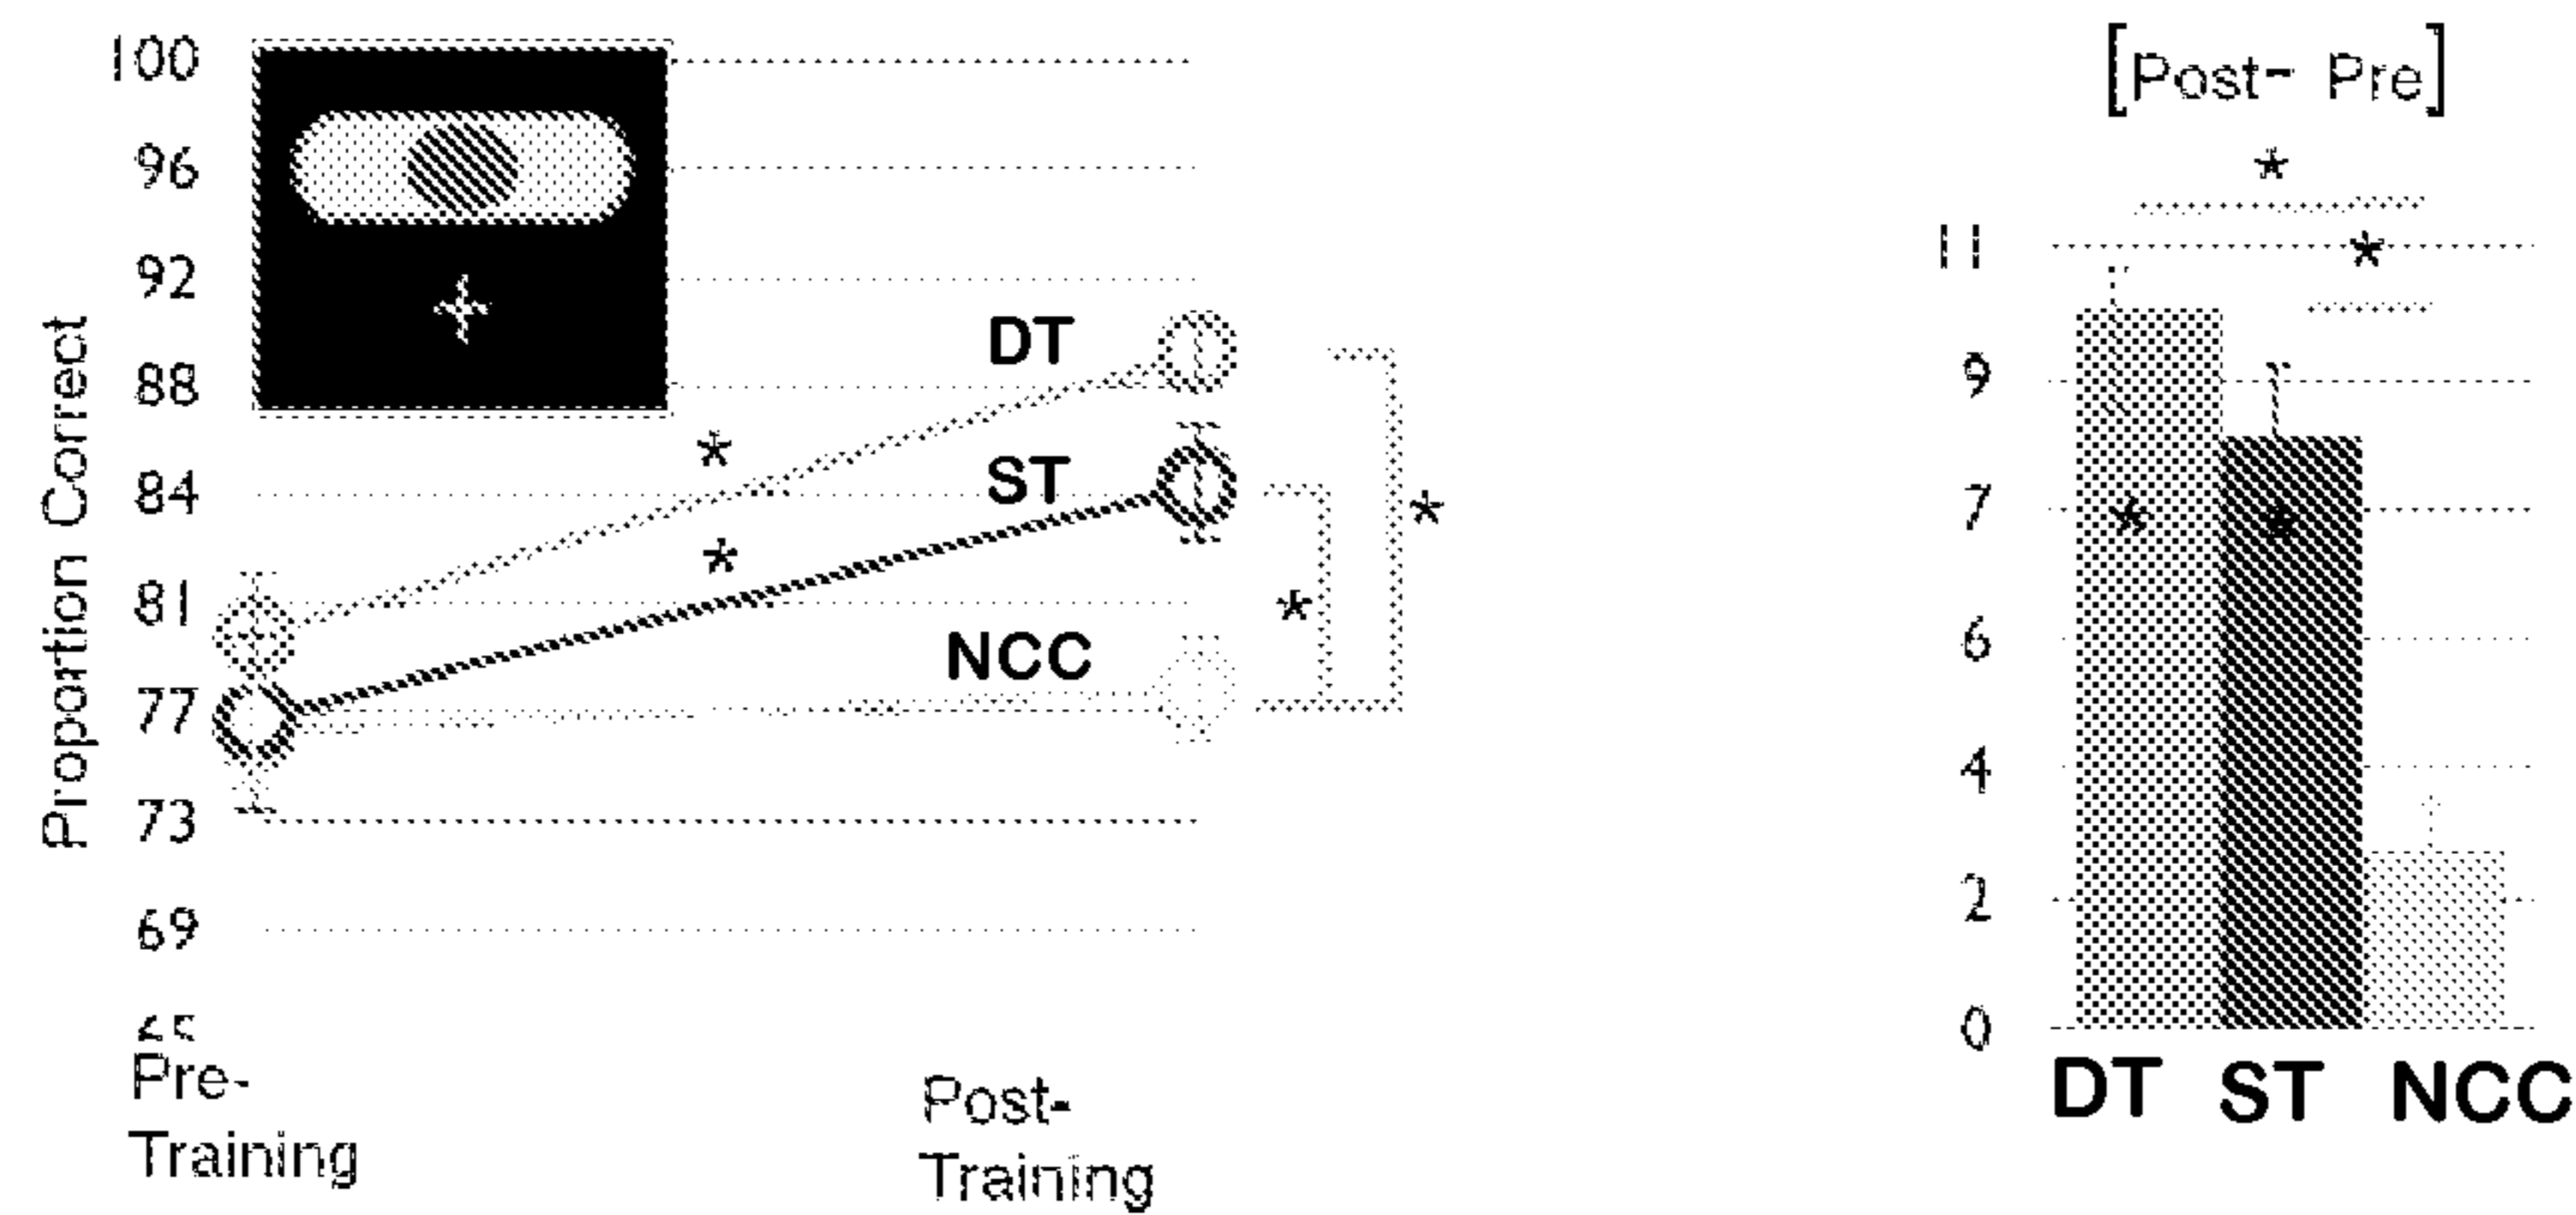 100
96
92
88
84
81
77
73
69
65
Proportion Correct
DT
*
ST
*
NCC
*
*
Pre-
Training
Post-
Training
[Post- Pre]
*
*
11
9
7
6
4
2
0
*
*
DT ST NCC